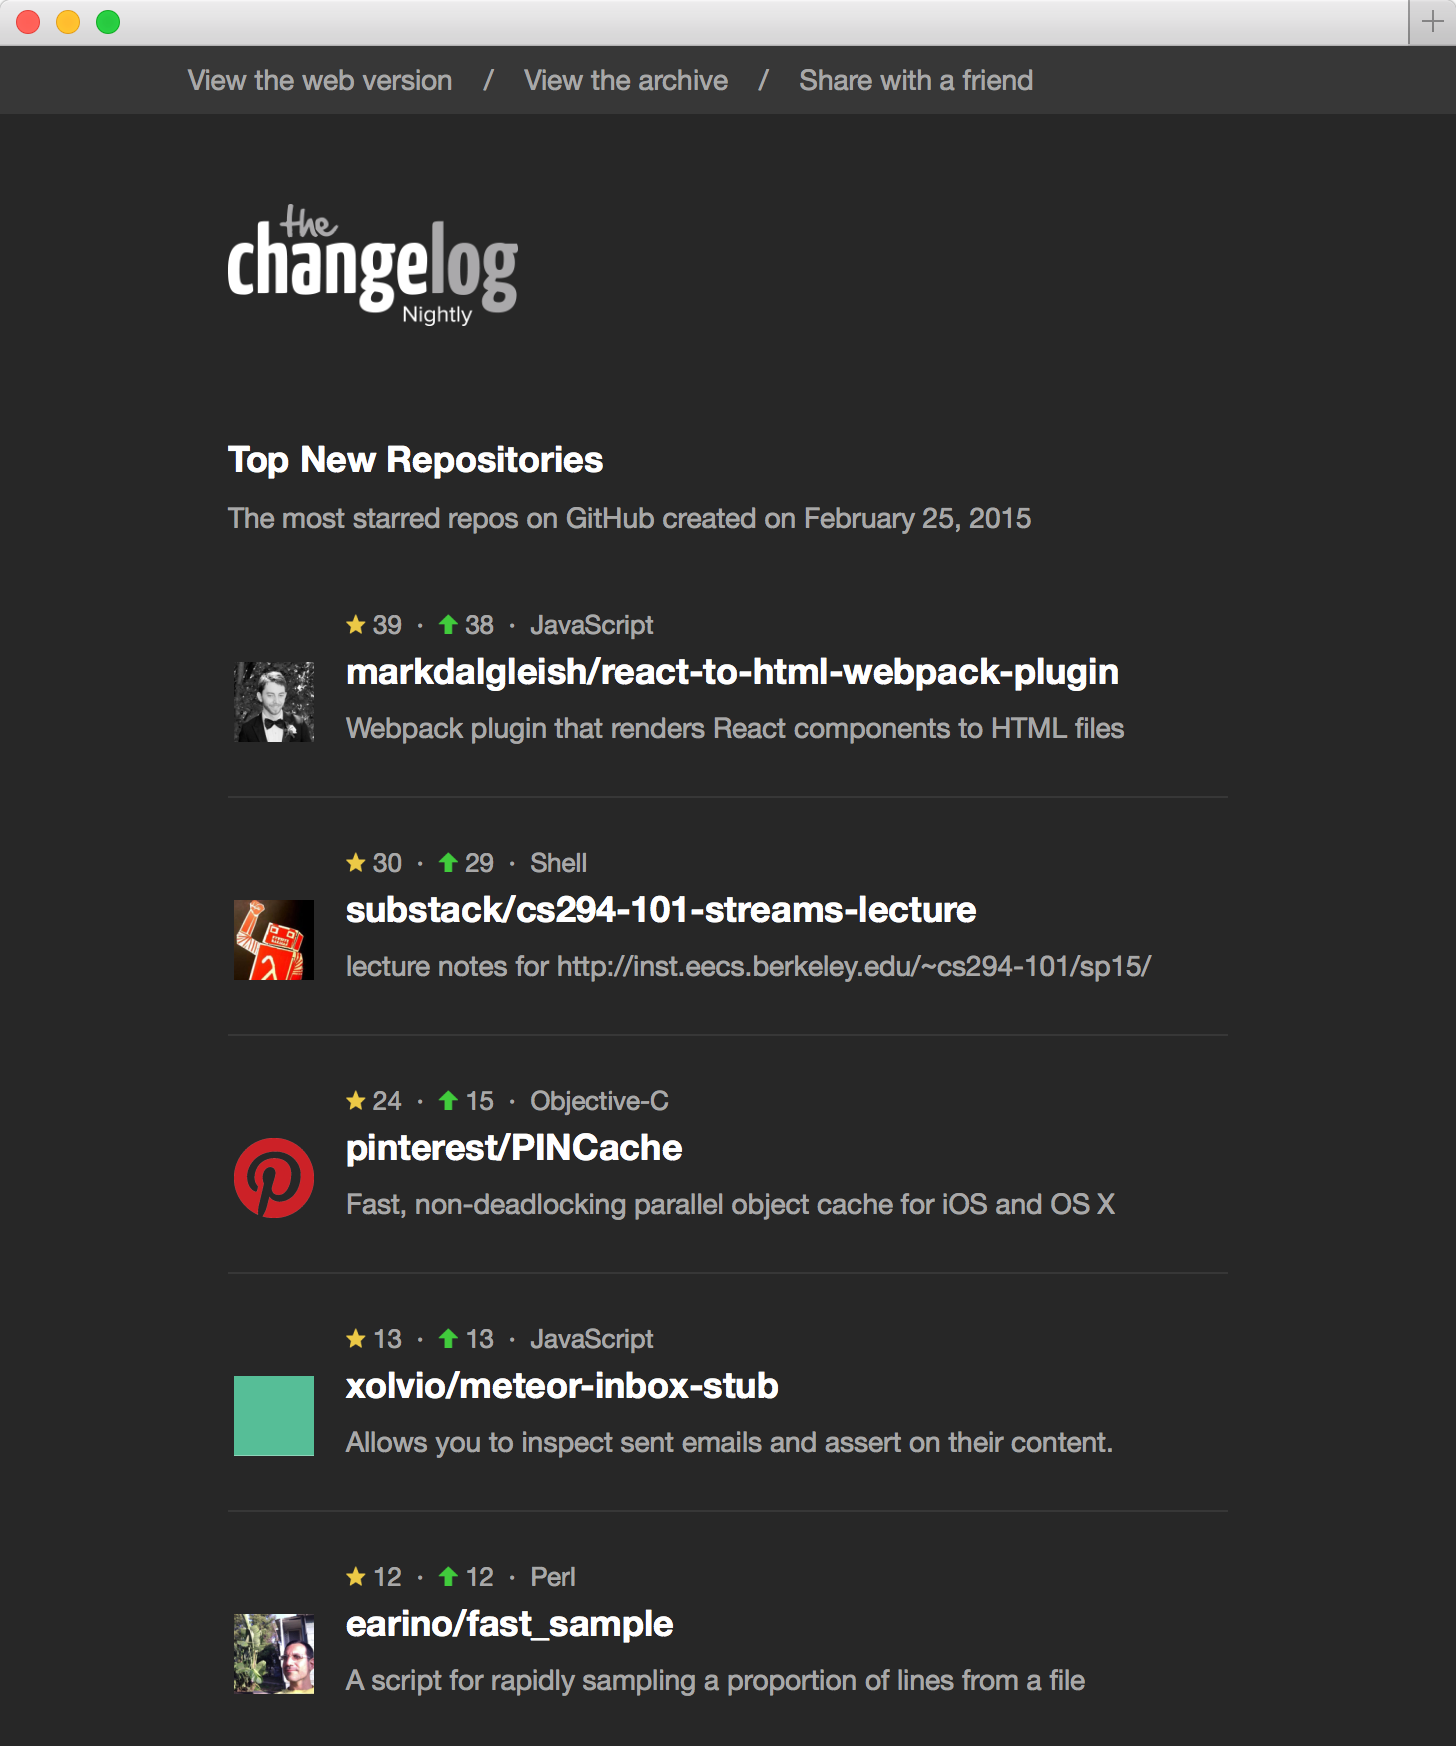 View the web version / View the archive / Share with a friend
the
changelog
Nightly
Top New Repositories
The most starred repos on GitHub created on February 25, 2015
39 · 38 · JavaScript
markdalgleish/react-to-html-webpack-plugin
Webpack plugin that renders React components to HTML files
30 · 29 · Shell
substack/cs294-101-streams-lecture
lecture notes for http://inst.eecs.berkeley.edu/~cs294-101/sp15/
24 · 15 · Objective-C
pinterest/PINCache
Fast, non-deadlocking parallel object cache for iOS and OS X
13 · 13 · JavaScript
xolvio/meteor-inbox-stub
Allows you to inspect sent emails and assert on their content.
12 · 12 · Perl
earino/fast_sample
A script for rapidly sampling a proportion of lines from a file